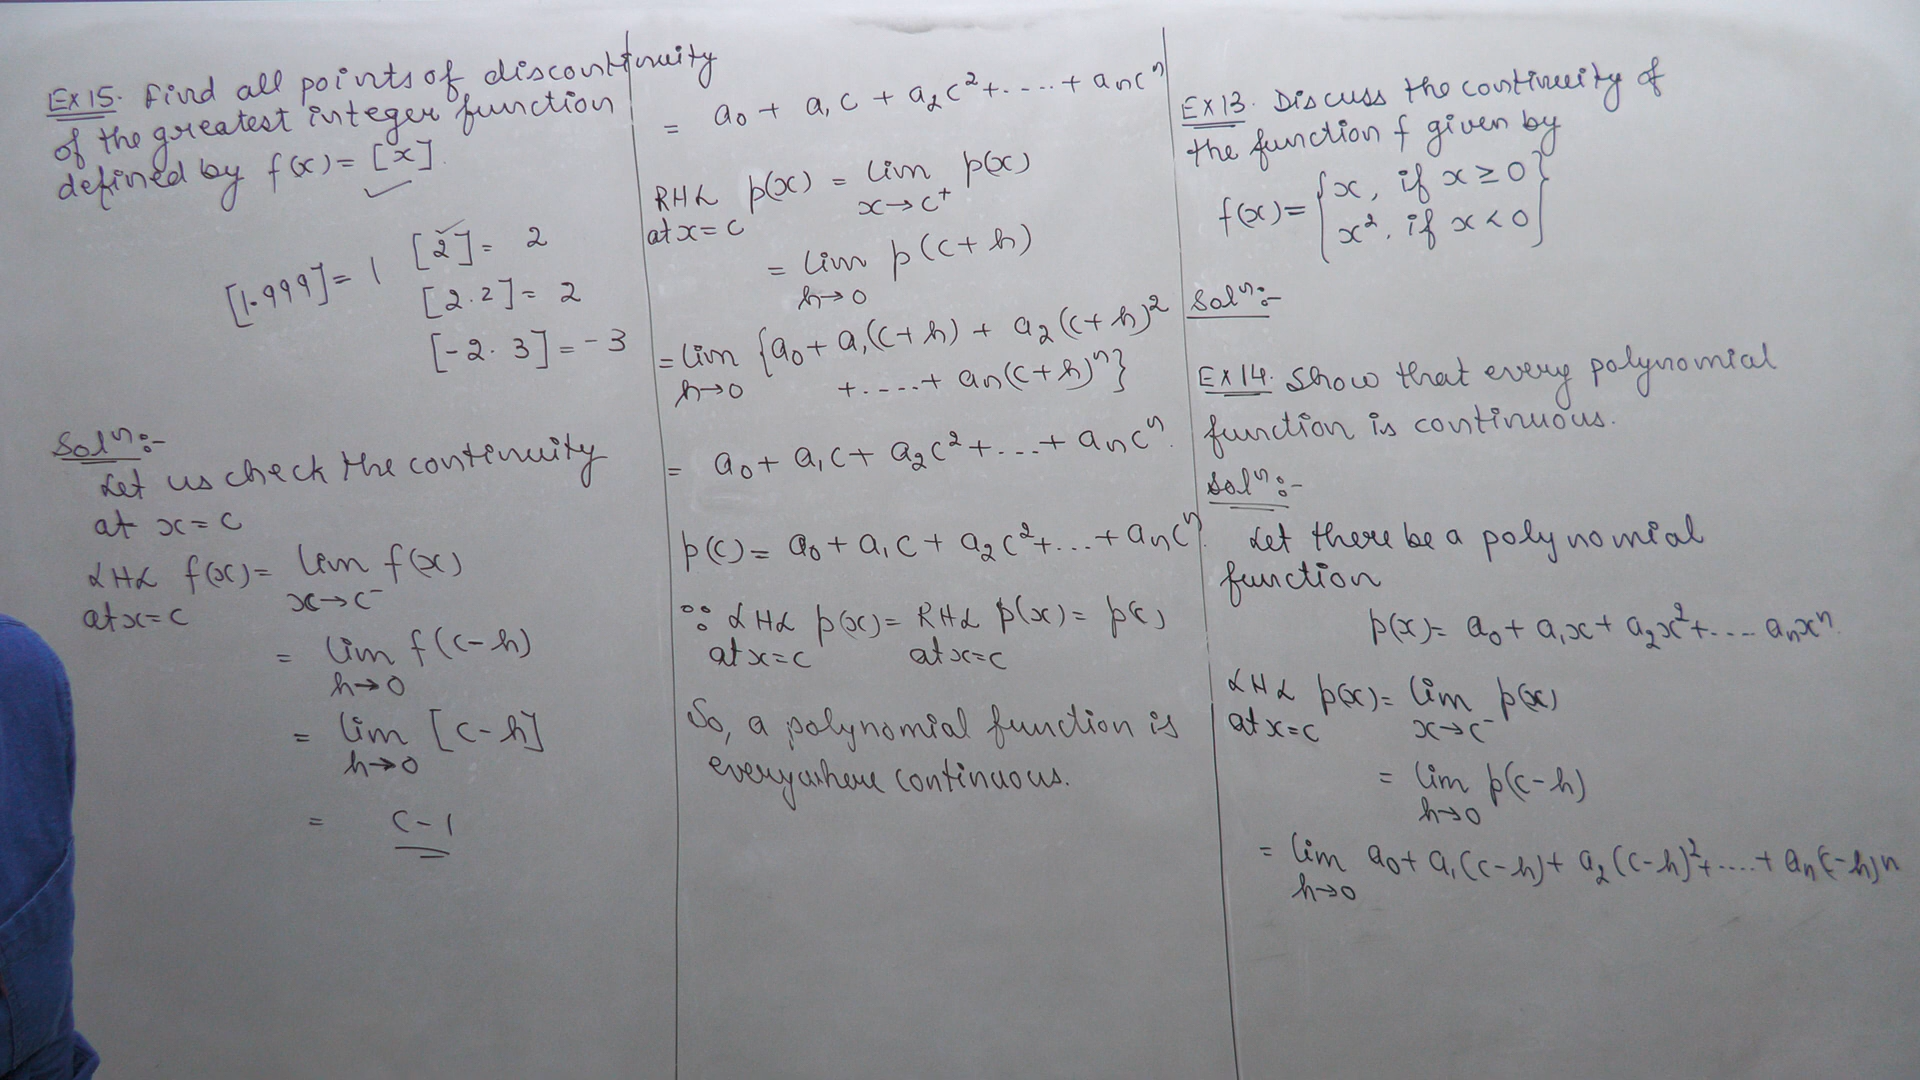 Ex 15. Find all points of discontinuity
of the greatest integer function
defined by f(x) = [x].
[2] = 2
[1.999] = 1
[2.2] = 2
[-2.3] = -3
Solⁿ:-
Let us check the continuity
at x = c
LHL f(x) = lim f(x)
at x=c x→c⁻
= lim f(c-h)
h→0
= lim [c-h]
h→0
= c-1
= a₀ + a₁c + a₂c² + ..... + aₙcⁿ
RHL p(x) = lim p(x)
at x=c x→c⁺
= lim p(c+h)
h→0
= lim {a₀ + a₁(c+h) + a₂(c+h)²
h→0 +.....+ aₙ(c+h)ⁿ}
= a₀ + a₁c + a₂c² + .... + aₙcⁿ.
p(c) = a₀ + a₁c + a₂c² + ... + aₙcⁿ.
∵ LHL p(x) = RHL p(x) = p(c)
at x=c at x=c
So, a polynomial function is
everywhere continuous.
Ex 13. Discuss the continuity of
the function f given by
f(x) = {x, if x ≥ 0}
{x², if x < 0}
Solⁿ:-
Ex 14. Show that every polynomial
function is continuous.
Solⁿ:-
Let there be a polynomial
function
p(x) = a₀ + a₁x + a₂x² + .... aₙxⁿ.
LHL p(x) = lim p(x)
at x=c x→c⁻
= lim p(c-h)
h→0
= lim a₀ + a₁(c-h) + a₂(c-h)² + .... + aₙ(c-h)ⁿ
h→0